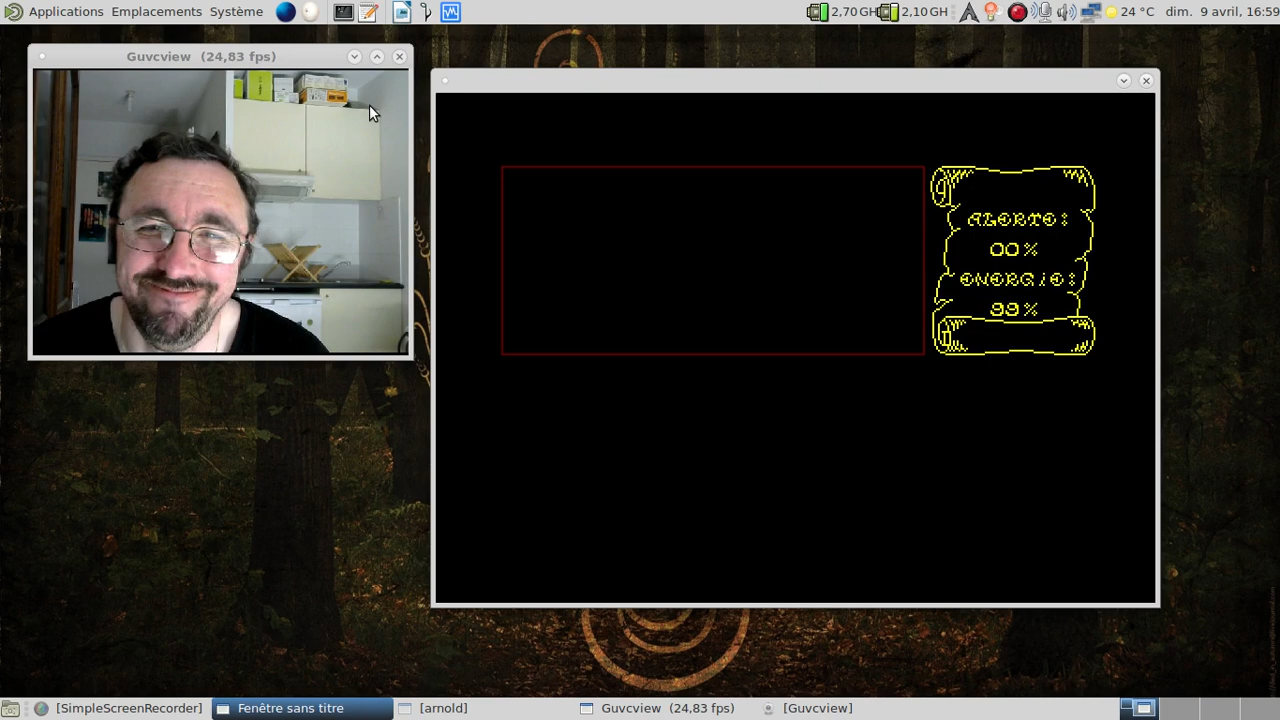 Applications Emplacements Système 2,70 GH 2,10 GH 24 °C dim. 9 avril, 16:59
Guvcview (24,83 fps)
ALERTE:
00%
ENERGIE:
99%
[SimpleScreenRecorder] Fenêtre sans titre [arnold] Guvcview (24,83 fps) [Guvcview]